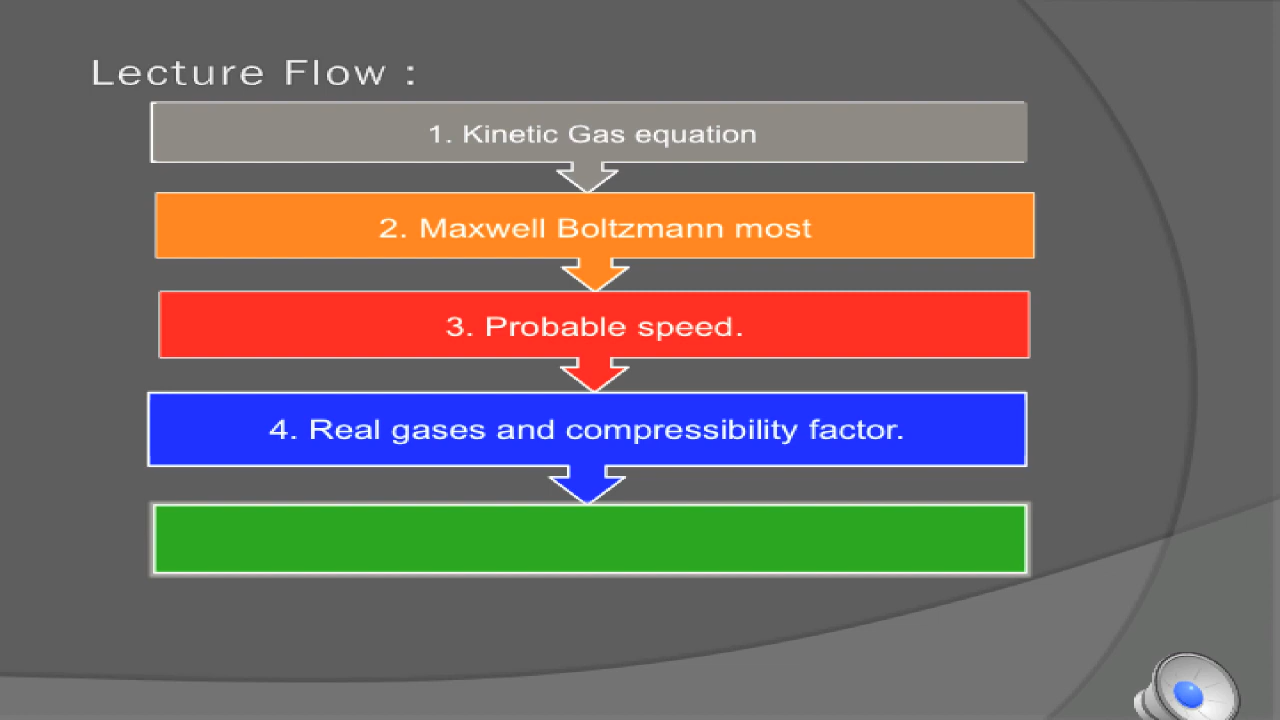 Lecture Flow :
1. Kinetic Gas equation
2. Maxwell Boltzmann most
3. Probable speed.
4. Real gases and compressibility factor.